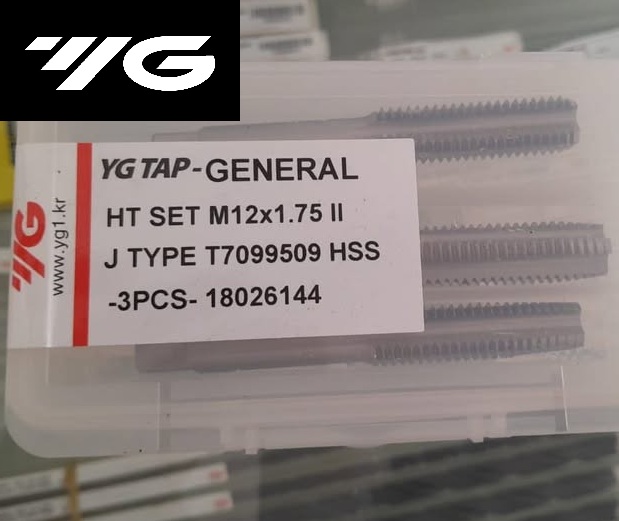 YG
YG TAP-GENERAL
HT SET M12x1.75 II
J TYPE T7099509 HSS
-3PCS- 18026144
YG
www.yg1.kr